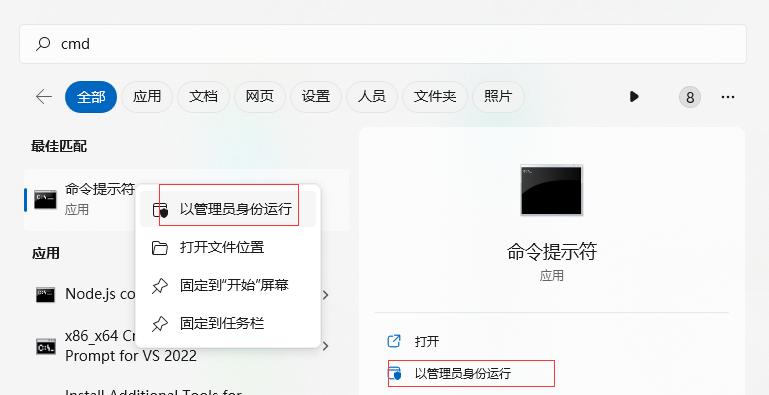 cmd
全部 应用 文档 网页 设置 人员 文件夹 照片 8
最佳匹配
命令提示符
应用
以管理员身份运行
打开文件位置
固定到“开始”屏幕
固定到任务栏
应用
Node.js co
x86_x64 Cr
Prompt for VS 2022
Install Additional Tools for
命令提示符
应用
打开
以管理员身份运行